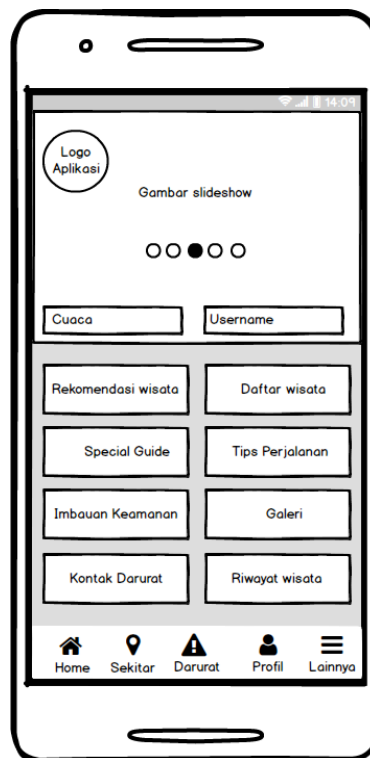 14:09
Logo
Aplikasi
Gambar slideshow
Cuaca
Username
Rekomendasi wisata
Daftar wisata
Special Guide
Tips Perjalanan
Imbauan Keamanan
Galeri
Kontak Darurat
Riwayat wisata
Home
Sekitar
Darurat
Profil
Lainnya